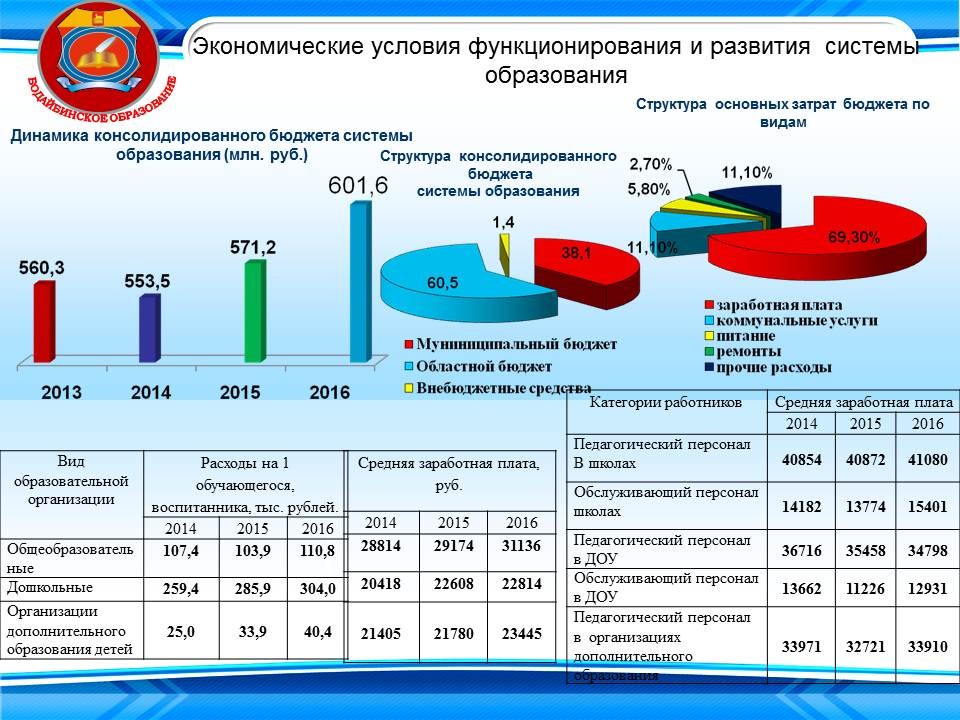 Экономические условия функционирования и развития системы
образования
БОДАЙБИНСКОЕ ОБРАЗОВАНИЕ
Динамика консолидированного бюджета системы
образования (млн. руб.)
560,3
553,5
571,2
601,6
2013 2014 2015 2016
Структура консолидированного
бюджета
системы образования
1,4
38,1
60,5
Муниниципальный бюджет
Областной бюджет
Внебюджетные средства
Структура основных затрат бюджета по
видам
2,70%
11,10%
5,80%
11,10%
69,30%
заработная плата
коммунальные услуги
питание
ремонты
прочие расходы
Вид
образовательной
организации
Расходы на 1
обучающегося,
воспитанника, тыс. рублей.
2014 2015 2016
Средняя заработная плата,
руб.
2014 2015 2016
Общеобразователь
ные
107,4 103,9 110,8 28814 29174 31136
Дошкольные 259,4 285,9 304,0 20418 22608 22814
Организации
дополнительного
образования детей
25,0 33,9 40,4 21405 21780 23445
Категории работников Средняя заработная плата
2014 2015 2016
Педагогический персонал
В школах
40854 40872 41080
Обслуживающий персонал
школах
14182 13774 15401
Педагогический персонал
в ДОУ
36716 35458 34798
Обслуживающий персонал
в ДОУ
13662 11226 12931
Педагогический персонал
в организациях
дополнительного
образования
33971 32721 33910